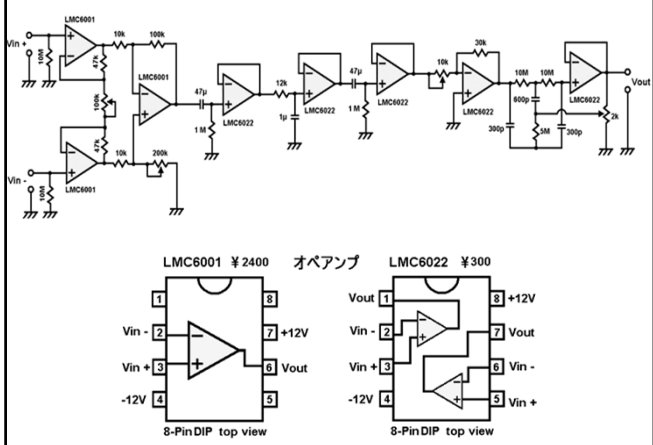 LMC6001
Vin +
10M
47k
10k
100k
100k
LMC6001
47k
Vin -
10M
LMC6001
10k
200k
47μ
1 M
LMC6022
12k
1μ
LMC6022
47μ
1 M
LMC6022
10k
30k
LMC6022
10M
10M
600p
300p
5M
300p
LMC6022
2k
Vout
LMC6001 ¥2400
オペアンプ
LMC6022 ¥300
1
8
Vin - 2
7 +12V
Vin + 3
6 Vout
-12V 4
5
8-Pin DIP top view
Vout 1
8 +12V
Vin - 2
7 Vout
Vin + 3
6 Vin -
-12V 4
5 Vin +
8-Pin DIP top view